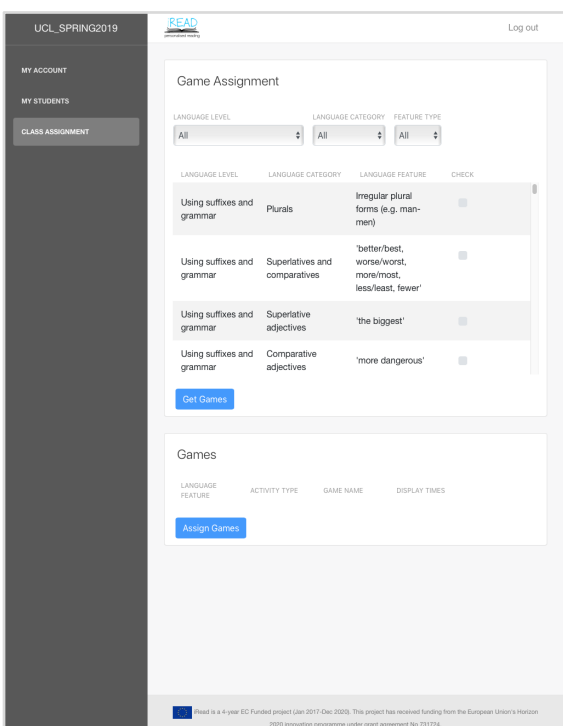 UCL_SPRING2019
iREAD
personalised reading
Log out
MY ACCOUNT
MY STUDENTS
CLASS ASSIGNMENT
Game Assignment
LANGUAGE LEVEL LANGUAGE CATEGORY FEATURE TYPE
All All All
LANGUAGE LEVEL LANGUAGE CATEGORY LANGUAGE FEATURE CHECK
Using suffixes and
grammar
Plurals
Irregular plural
forms (e.g. man-
men)
Using suffixes and
grammar
Superlatives and
comparatives
'better/best,
worse/worst,
more/most,
less/least, fewer'
Using suffixes and
grammar
Superlative
adjectives
'the biggest'
Using suffixes and
grammar
Comparative
adjectives
'more dangerous'
Get Games
Games
LANGUAGE
FEATURE
ACTIVITY TYPE GAME NAME DISPLAY TIMES
Assign Games
iRead is a 4-year EC Funded project (Jan 2017-Dec 2020). This project has received funding from the European Union's Horizon
2020 innovation programme under grant agreement No 731724